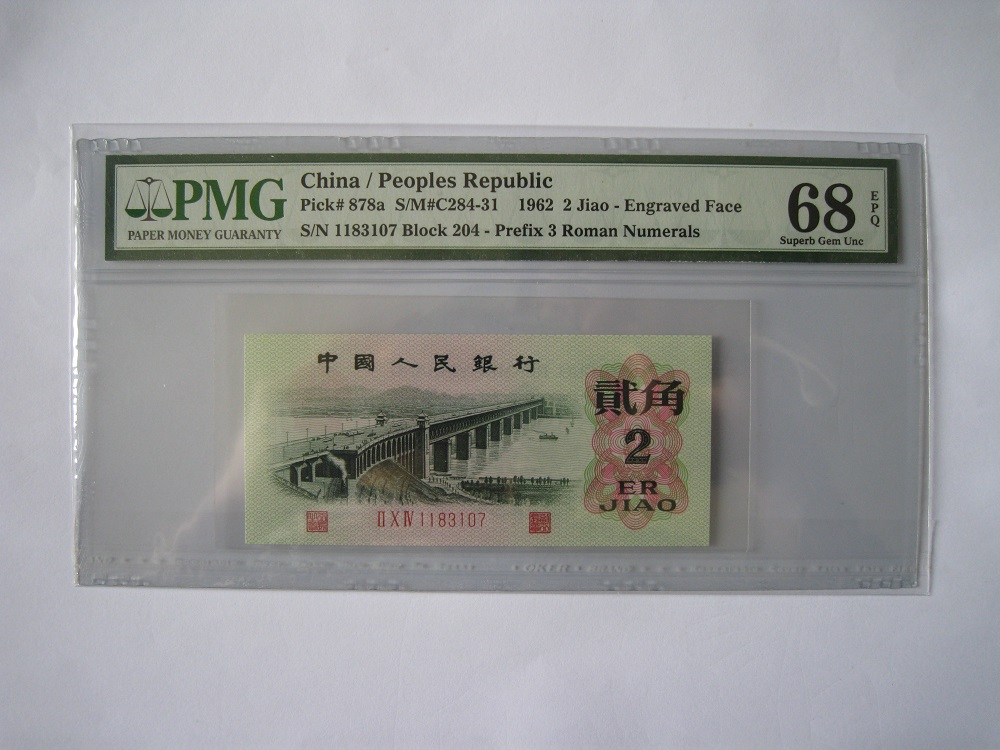 PMG
PAPER MONEY GUARANTY
China / Peoples Republic
Pick# 878a S/M#C284-31 1962 2 Jiao - Engraved Face
S/N 1183107 Block 204 - Prefix 3 Roman Numerals
68
EPQ
Superb Gem Unc
中國人民銀行
貳角
2
ER
JIAO
ⅡⅩⅣ 1183107